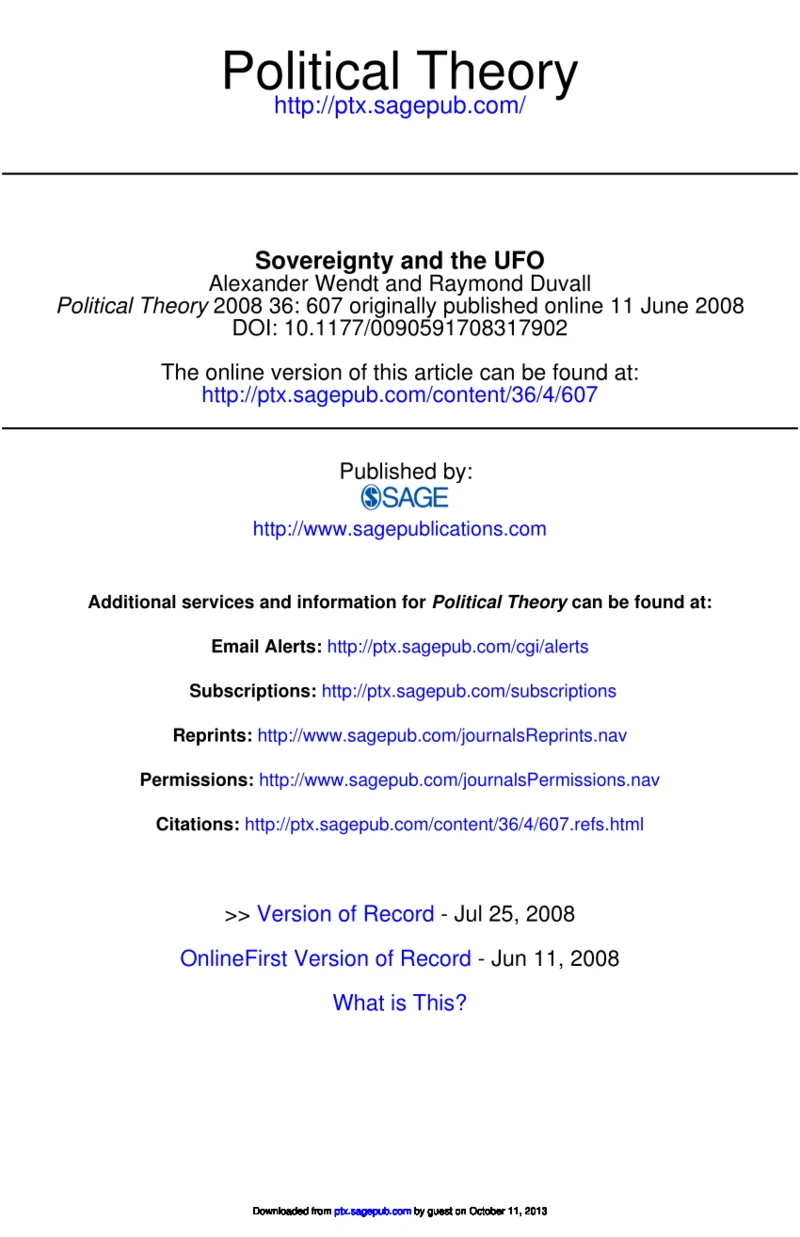 Political Theory
http://ptx.sagepub.com/
Sovereignty and the UFO
Alexander Wendt and Raymond Duvall
Political Theory 2008 36: 607 originally published online 11 June 2008
DOI: 10.1177/0090591708317902
The online version of this article can be found at:
http://ptx.sagepub.com/content/36/4/607
Published by:
SAGE
http://www.sagepublications.com
Additional services and information for Political Theory can be found at:
Email Alerts: http://ptx.sagepub.com/cgi/alerts
Subscriptions: http://ptx.sagepub.com/subscriptions
Reprints: http://www.sagepub.com/journalsReprints.nav
Permissions: http://www.sagepub.com/journalsPermissions.nav
Citations: http://ptx.sagepub.com/content/36/4/607.refs.html
>> Version of Record - Jul 25, 2008
OnlineFirst Version of Record - Jun 11, 2008
What is This?
Downloaded from ptx.sagepub.com by guest on October 11, 2013